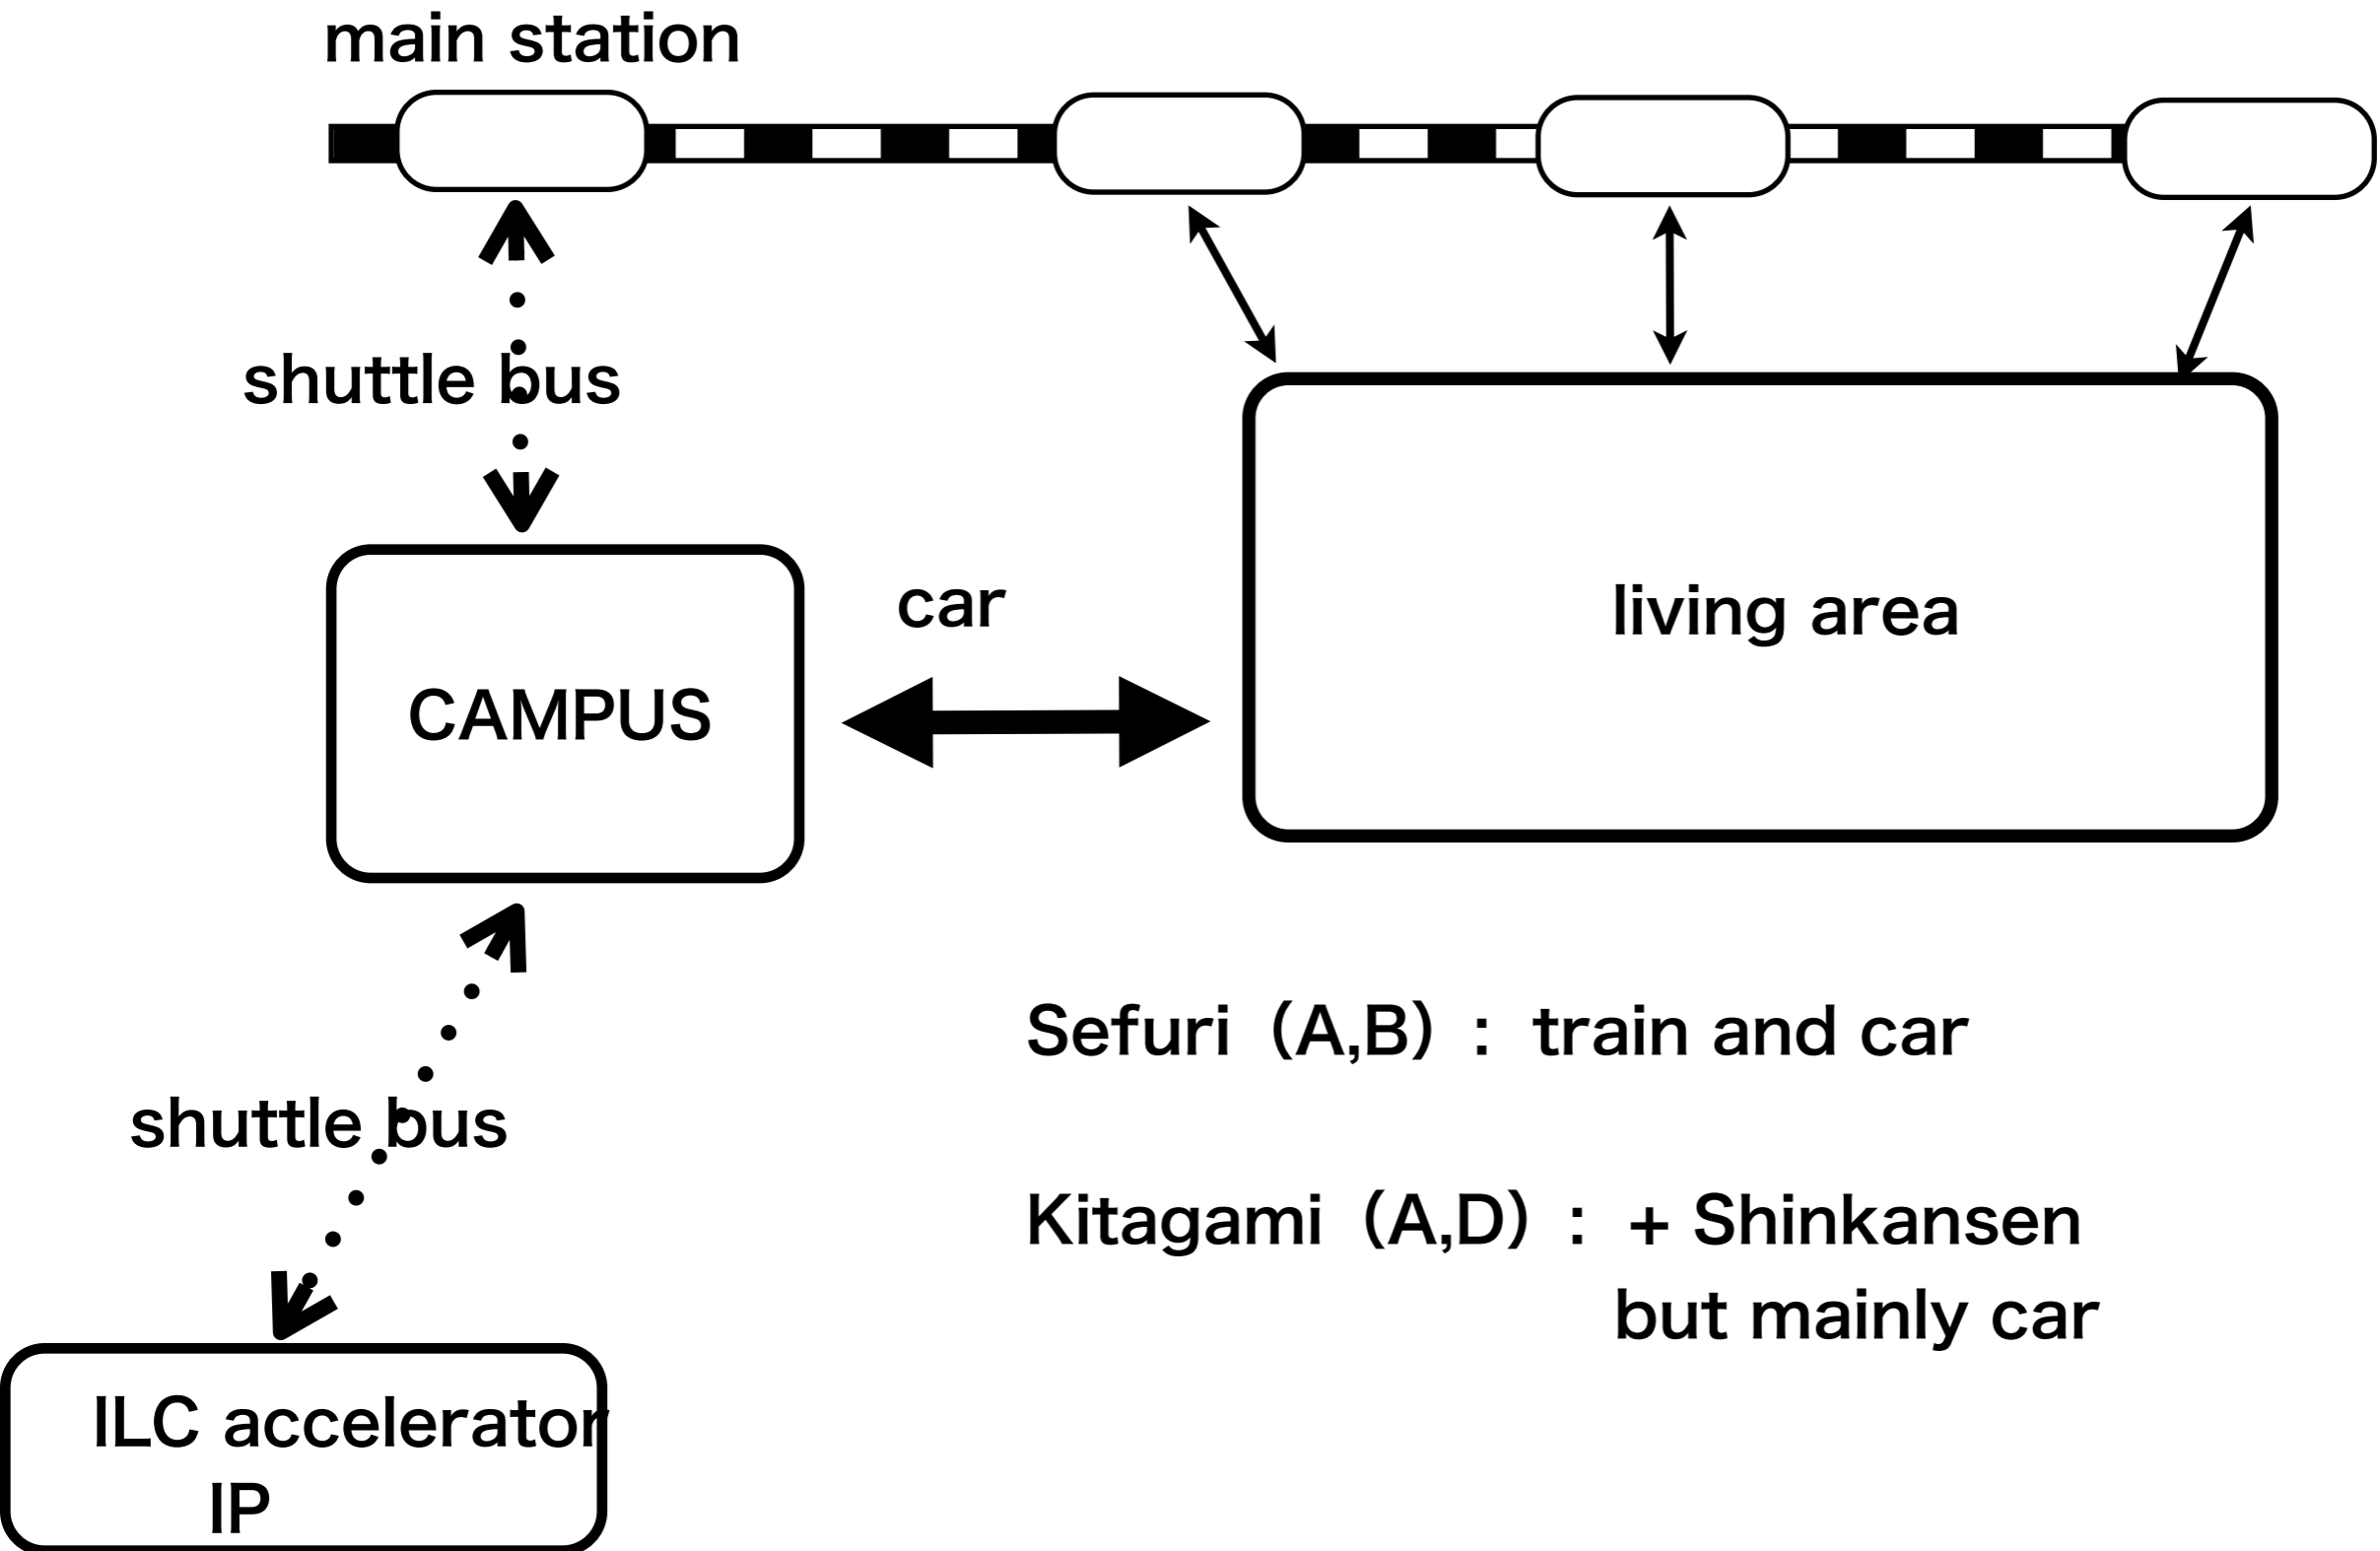 main station
shuttle bus
car
living area
CAMPUS
Sefuri (A,B) : train and car
shuttle bus
Kitagami (A,D) : + Shinkansen
but mainly car
ILC accelerator
IP